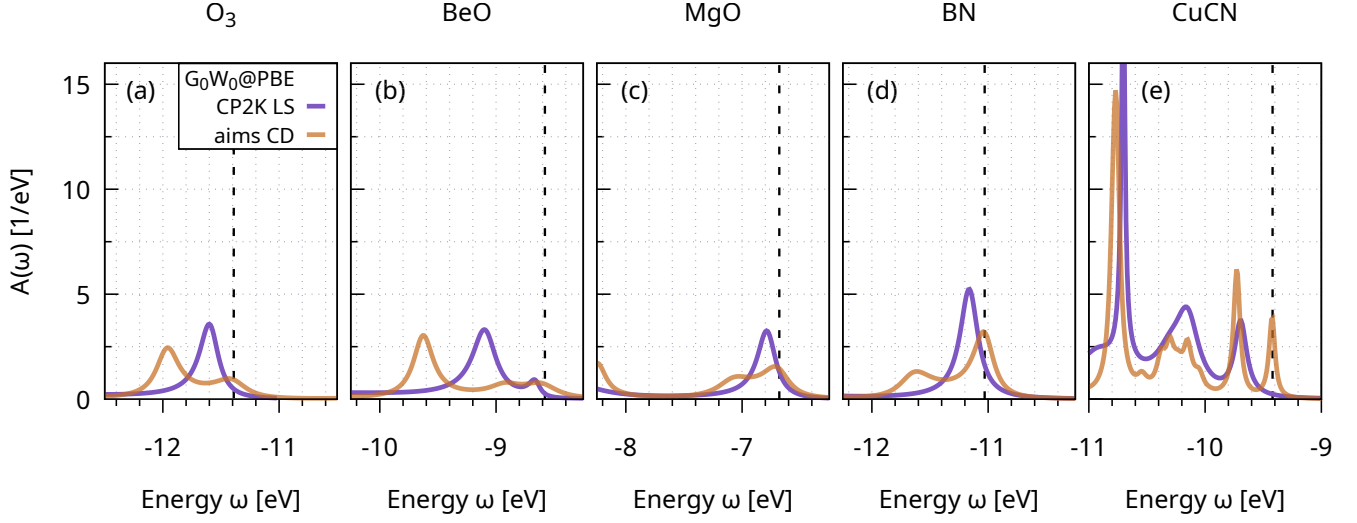 O₃ BeO MgO BN CuCN
(a) (b) (c) (d) (e)
G₀W₀@PBE
CP2K LS
aims CD
A(ω) [1/eV]
15
10
5
0
-12 -11 -10 -9 -8 -7 -12 -11 -11 -10 -9
Energy ω [eV] Energy ω [eV] Energy ω [eV] Energy ω [eV] Energy ω [eV]